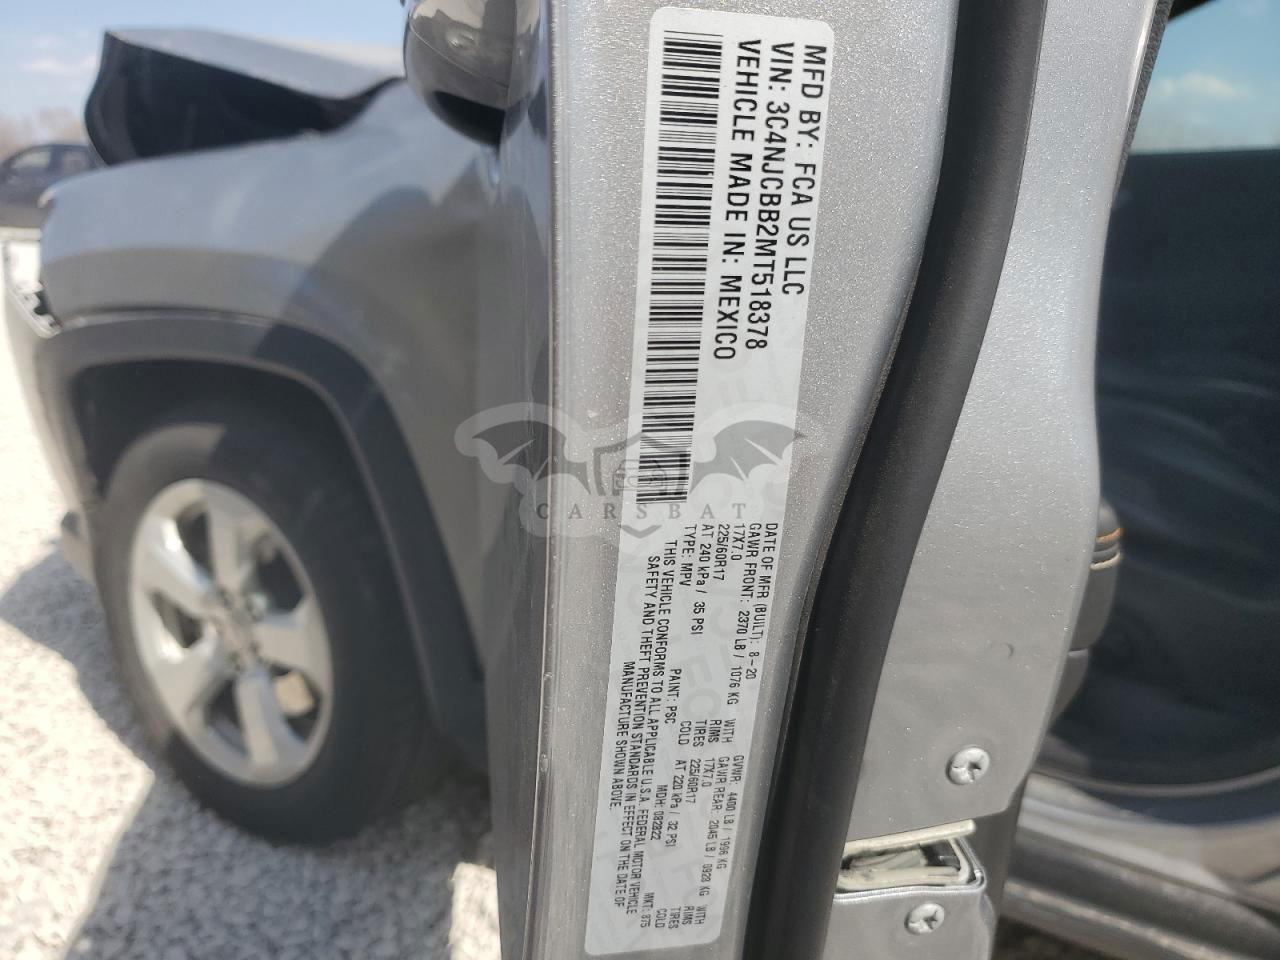 MFD BY: FCA US LLC
VIN: 3C4NJCBB2MT518378
VEHICLE MADE IN: MEXICO
CARSBAT
DATE OF MFR (BUILT): 8-20 GVWR: 4400 LB / 1996 KG
GAWR FRONT: 2370 LB / 1076 KG WITH GAWR REAR: 2045 LB / 0928 KG WITH
17X7.0 RIMS 17X7.0 RIMS
225/60R17 TIRES 225/60R17 TIRES
AT 240 kPa / 35 PSI COLD AT 220 kPa / 32 PSI COLD
TYPE: MPV PAINT: PSC MDH: 082822 MKT: 875
THIS VEHICLE CONFORMS TO ALL APPLICABLE U.S.A. FEDERAL MOTOR VEHICLE
SAFETY AND THEFT PREVENTION STANDARDS IN EFFECT ON THE DATE OF
MANUFACTURE SHOWN ABOVE.